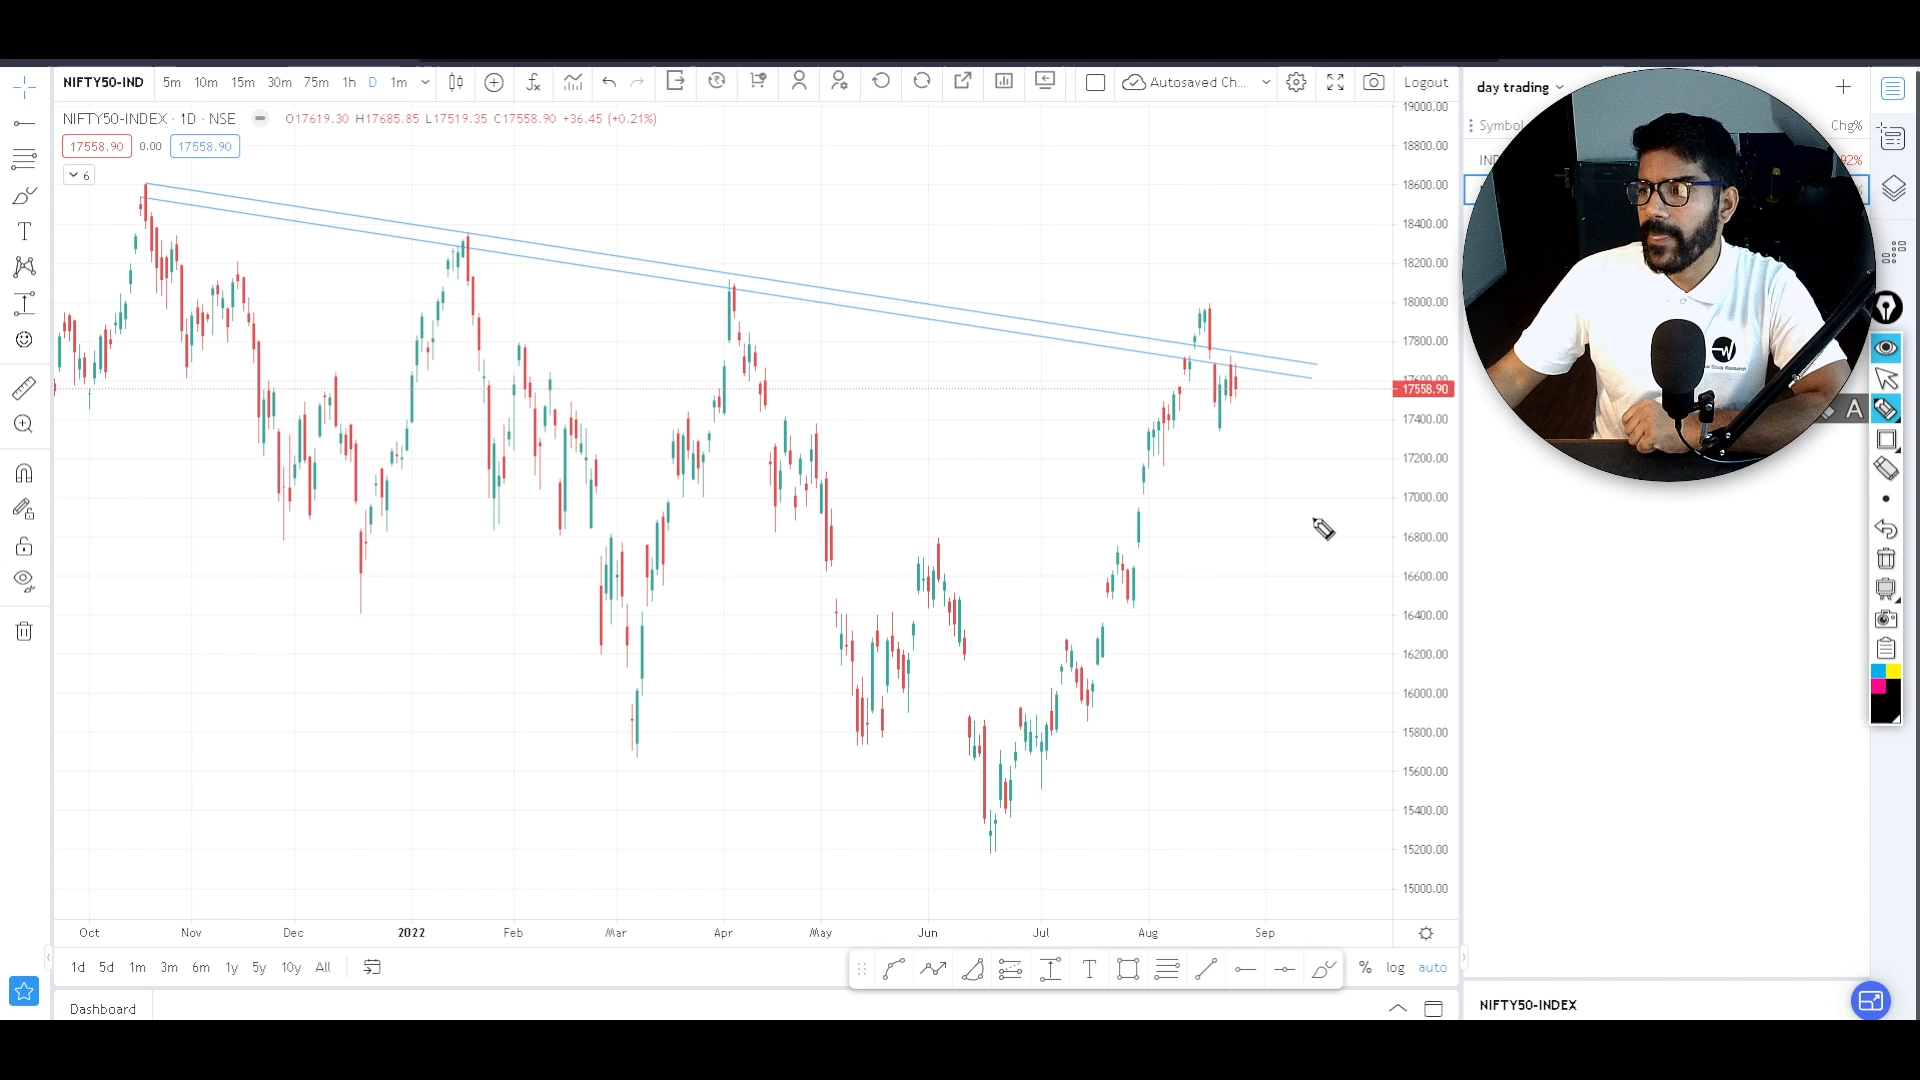 NIFTY50-IND 5m 10m 15m 30m 75m 1h D 1m Autosaved Ch... Logout
day trading
NIFTY50-INDEX · 1D · NSE O17619.30 H17685.85 L17519.35 C17558.90 +36.45 (+0.21%)
Symbol Chg%
17558.90 0.00 17558.90
92%
6
19000.00
18800.00
18600.00
18400.00
18200.00
18000.00
17800.00
17600.00
17558.90
17400.00
17200.00
17000.00
16800.00
16600.00
16400.00
16200.00
16000.00
15800.00
15600.00
15400.00
15200.00
15000.00
A
Oct Nov Dec 2022 Feb Mar Apr May Jun Jul Aug Sep
1d 5d 1m 3m 6m 1y 5y 10y All % log auto
Dashboard
NIFTY50-INDEX